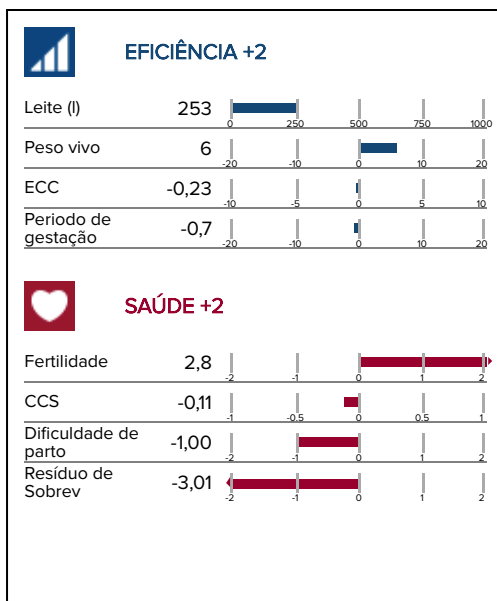 EFICIÊNCIA +2
Leite (l) 253
0 250 500 750 1000
Peso vivo 6
-20 -10 0 10 20
ECC -0,23
-10 -5 0 5 10
Periodo de
gestação -0,7
-20 -10 0 10 20
SAÚDE +2
Fertilidade 2,8
-2 -1 0 1 2
CCS -0,11
-1 -0.5 0 0.5 1
Dificuldade de
parto -1,00
-2 -1 0 1 2
Resíduo de
Sobrev -3,01
-2 -1 0 1 2